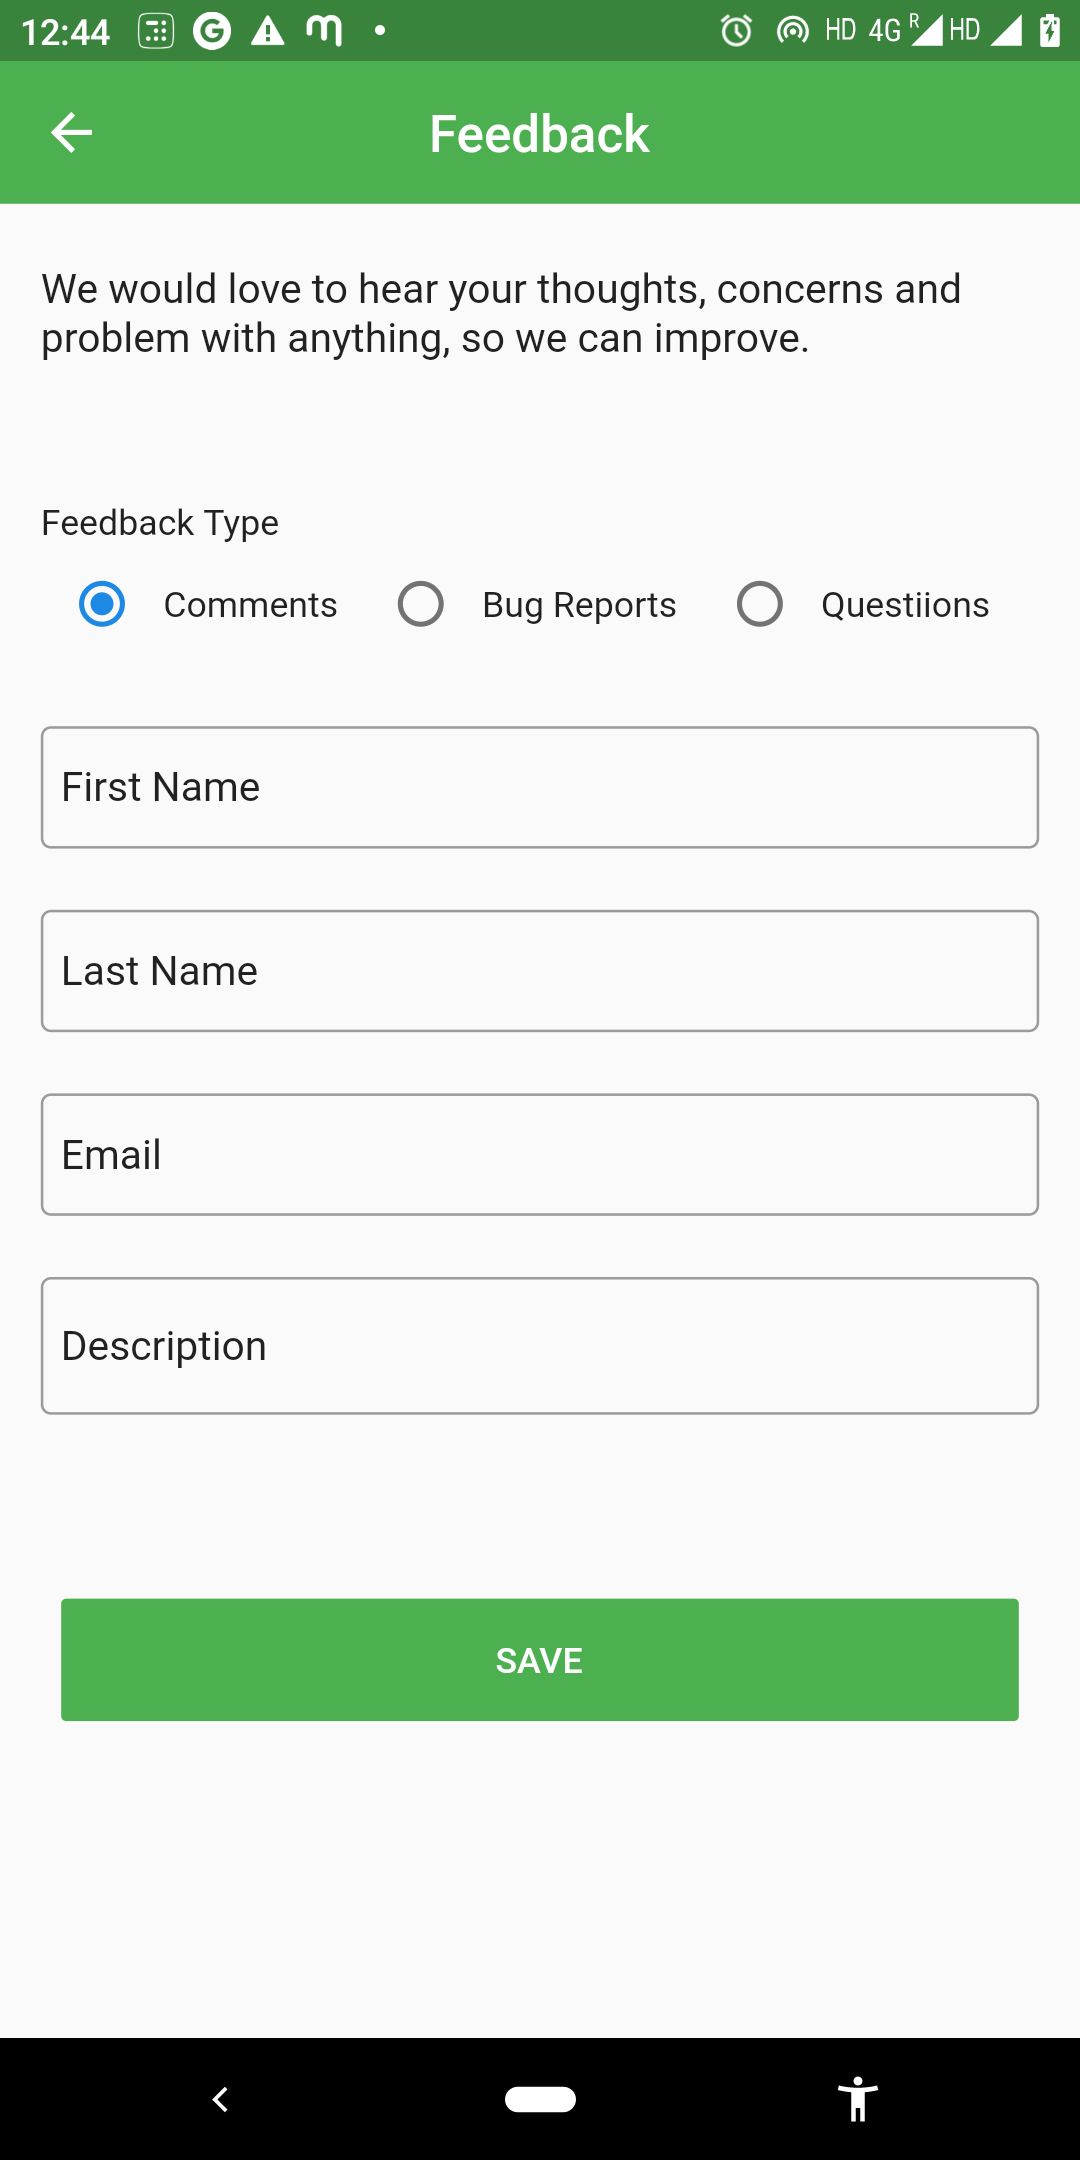 12:44 HD 4G R HD
Feedback
We would love to hear your thoughts, concerns and
problem with anything, so we can improve.
Feedback Type
Comments Bug Reports Questiions
First Name
Last Name
Email
Description
SAVE